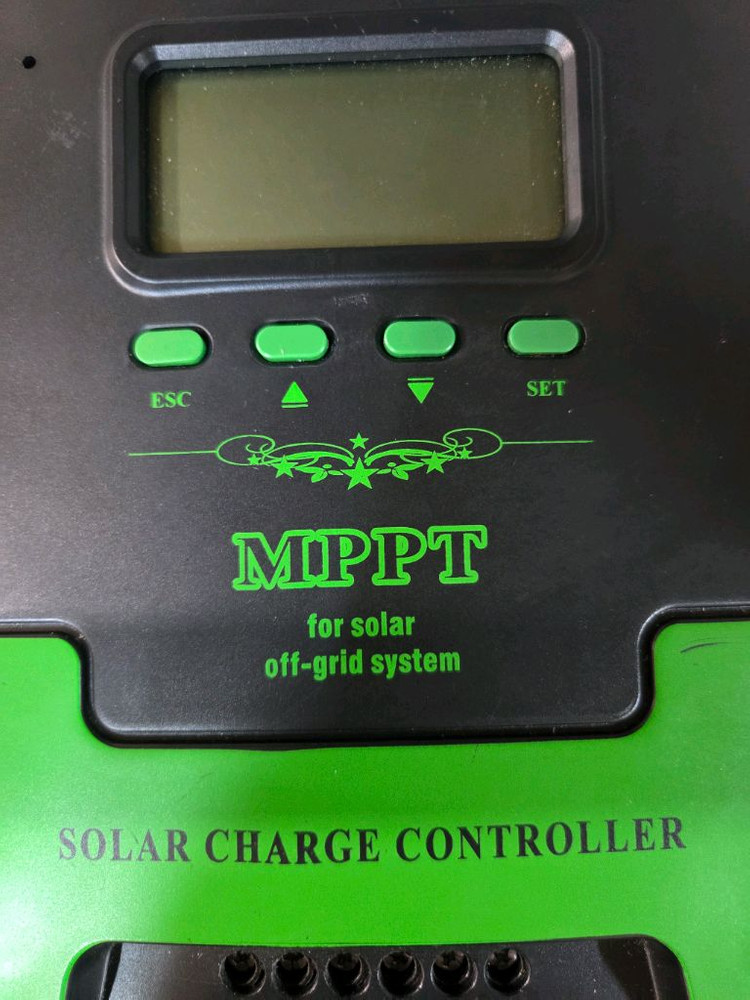 ESC
SET
MPPT
for solar
off-grid system
SOLAR CHARGE CONTROLLER